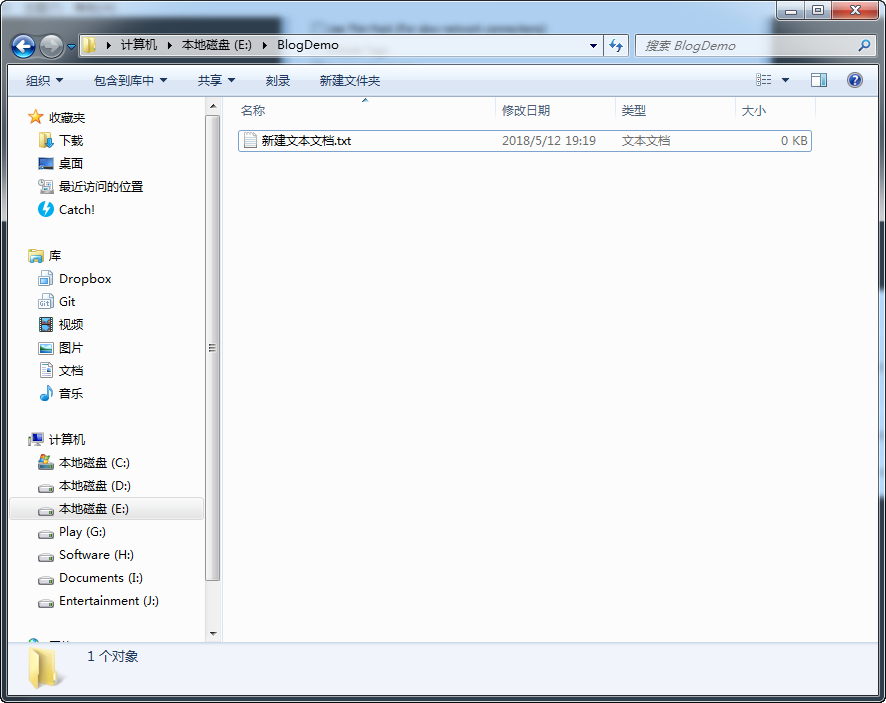 计算机 本地磁盘 (E:) BlogDemo 搜索 BlogDemo
组织 包含到库中 共享 刻录 新建文件夹
名称 修改日期 类型 大小
新建文本文档.txt 2018/5/12 19:19 文本文档 0 KB
收藏夹
下载
桌面
最近访问的位置
Catch!
库
Dropbox
Git
视频
图片
文档
音乐
计算机
本地磁盘 (C:)
本地磁盘 (D:)
本地磁盘 (E:)
Play (G:)
Software (H:)
Documents (I:)
Entertainment (J:)
1 个对象